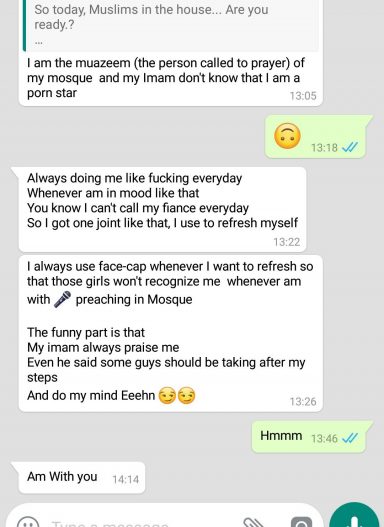 So today, Muslims in the house... Are you
ready.?
...
I am the muazeem (the person called to prayer) of
my mosque  and my Imam don't know that I am a
porn star
13:05
🙃
13:18
Always doing me like fucking everyday
Whenever am in mood like that
You know I can't call my fiance everyday
So I got one joint like that, I use to refresh myself
13:22
I always use face-cap whenever I want to refresh so
that those girls won't recognize me  whenever am
with 🎤 preaching in Mosque
The funny part is that
My imam always praise me
Even he said some guys should be taking after my
steps
And do my mind Eeehn 😏😏
13:26
Hmmm 13:46
Am With you 14:14
Type a message